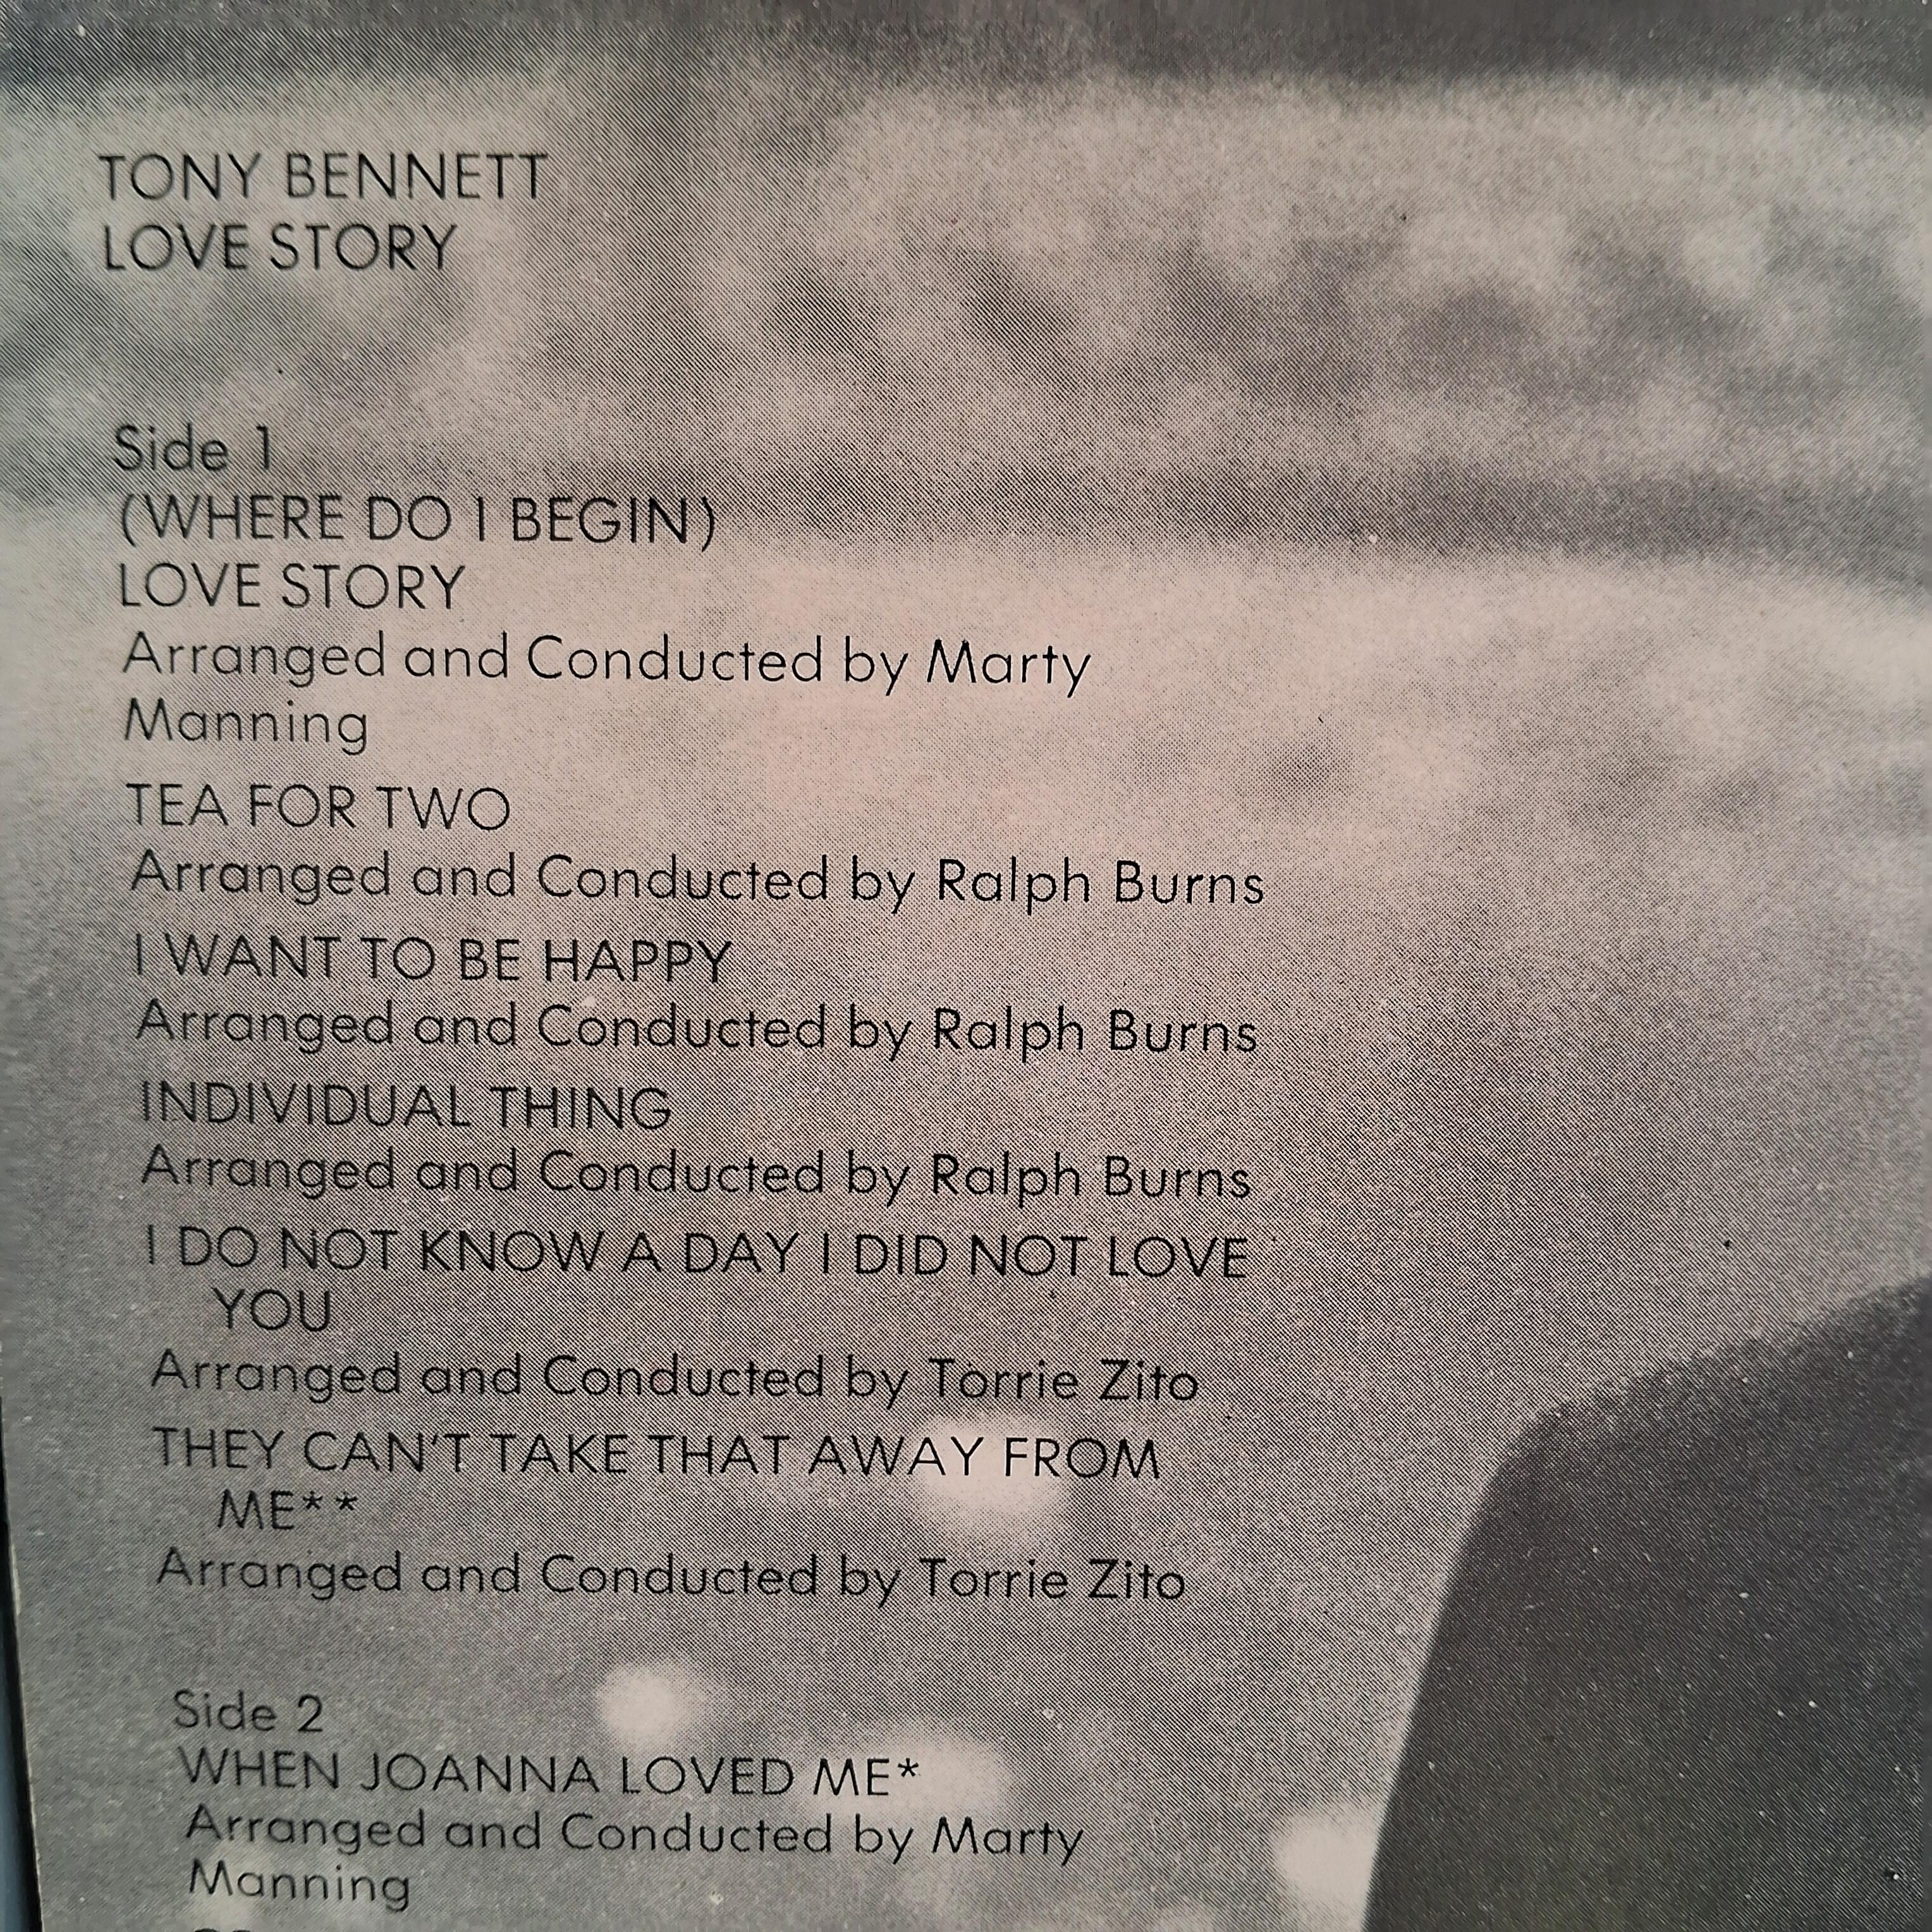 TONY BENNETT
LOVE STORY
Side 1
(WHERE DO I BEGIN)
LOVE STORY
Arranged and Conducted by Marty
Manning
TEA FOR TWO
Arranged and Conducted by Ralph Burns
I WANT TO BE HAPPY
Arranged and Conducted by Ralph Burns
INDIVIDUAL THING
Arranged and Conducted by Ralph Burns
I DO NOT KNOW A DAY I DID NOT LOVE
YOU
Arranged and Conducted by Torrie Zito
THEY CAN'T TAKE THAT AWAY FROM
ME**
Arranged and Conducted by Torrie Zito
Side 2
WHEN JOANNA LOVED ME*
Arranged and Conducted by Marty
Manning